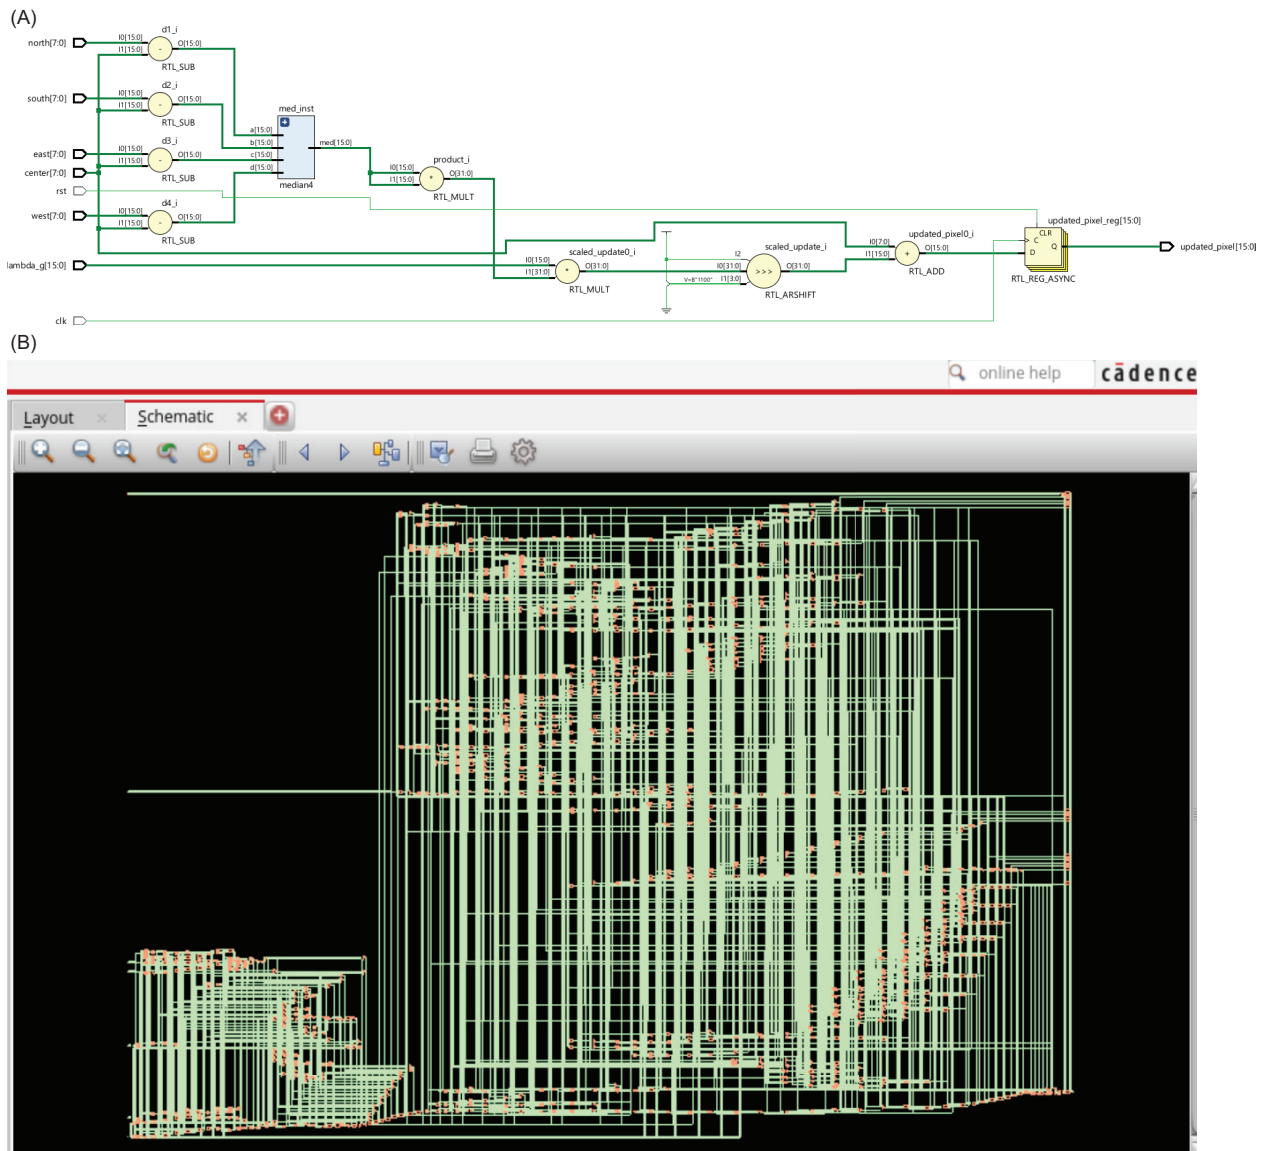 (A)
d1_i
north[7:0]
I0[15:0]
I1[15:0]
-
O[15:0]
RTL_SUB
d2_i
south[7:0]
I0[15:0]
I1[15:0]
-
O[15:0]
RTL_SUB
med_inst
a[15:0]
b[15:0]
c[15:0]
d[15:0]
med[15:0]
median4
d3_i
east[7:0]
center[7:0]
I0[15:0]
I1[15:0]
-
O[15:0]
RTL_SUB
product_i
I0[15:0]
I1[15:0]
*
O[31:0]
RTL_MULT
rst
d4_i
west[7:0]
I0[15:0]
I1[15:0]
-
O[15:0]
RTL_SUB
lambda_g[15:0]
scaled_update0_i
I0[15:0]
I1[31:0]
*
O[31:0]
RTL_MULT
scaled_update_i
I2
I0[31:0]
V=B"1100"
I1[3:0]
>>>
O[31:0]
RTL_ARSHIFT
updated_pixel0_i
I0[7:0]
I1[15:0]
+
O[15:0]
RTL_ADD
updated_pixel_reg[15:0]
CLR
C
D
Q
RTL_REG_ASYNC
updated_pixel[15:0]
clk
(B)
online help
cādence
Layout
Schematic